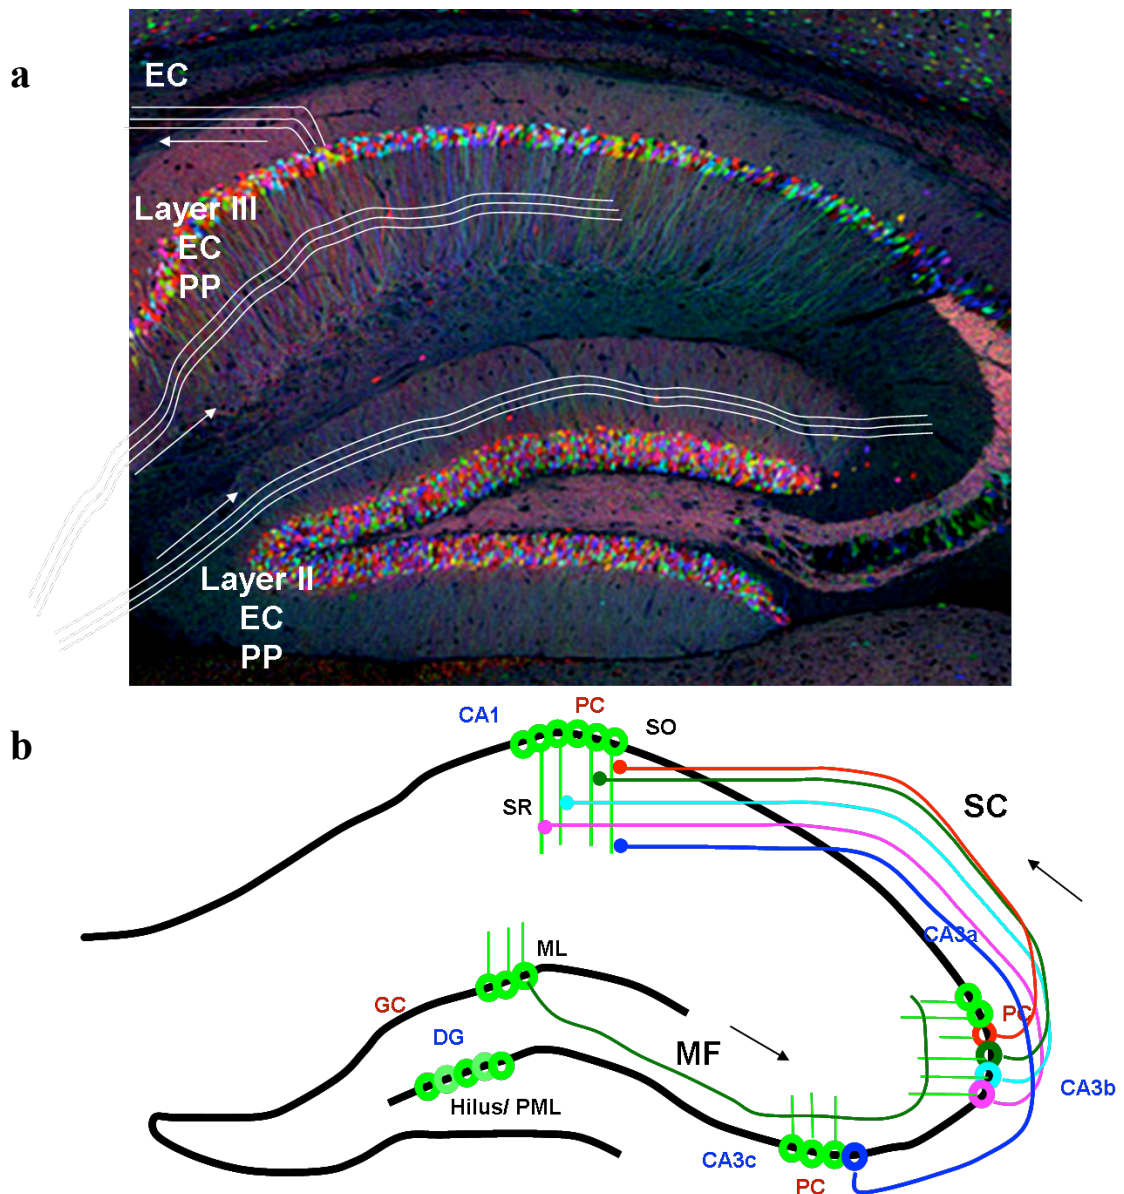 a
EC
Layer III
EC
PP
Layer II
EC
PP
b
CA1
PC
SO
SR
SC
CA3a
ML
GC
PC
DG
MF
CA3b
Hilus/ PML
CA3c
PC